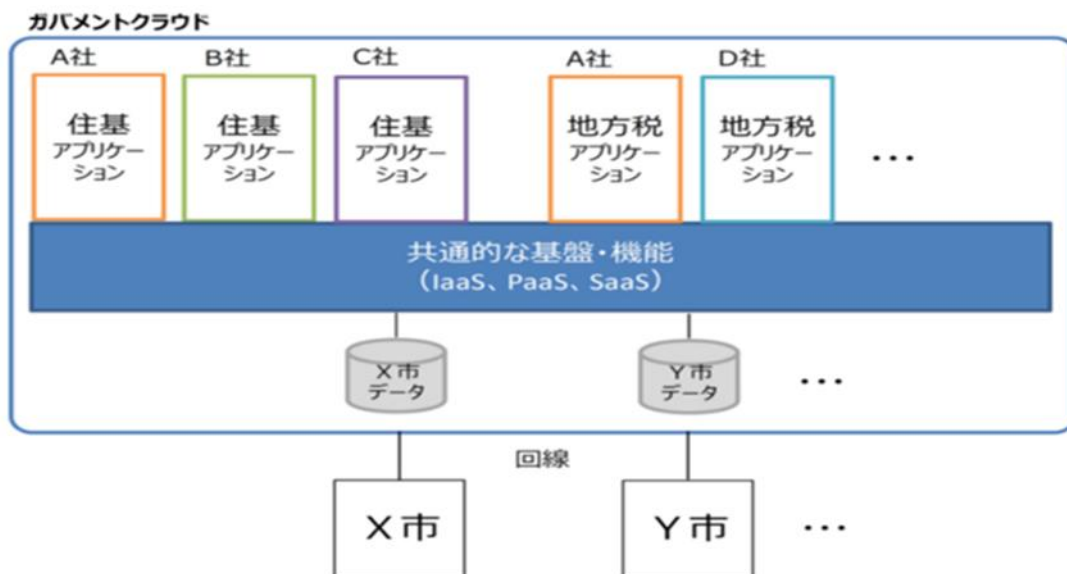 ガバメントクラウド
A社
B社
C社
A社
D社
住基
アプリケー
ション
住基
アプリケー
ション
住基
アプリケー
ション
地方税
アプリケー
ション
地方税
アプリケー
ション
…
共通的な基盤・機能
（IaaS、PaaS、SaaS）
X市
データ
Y市
データ
…
回線
X市
Y市
…